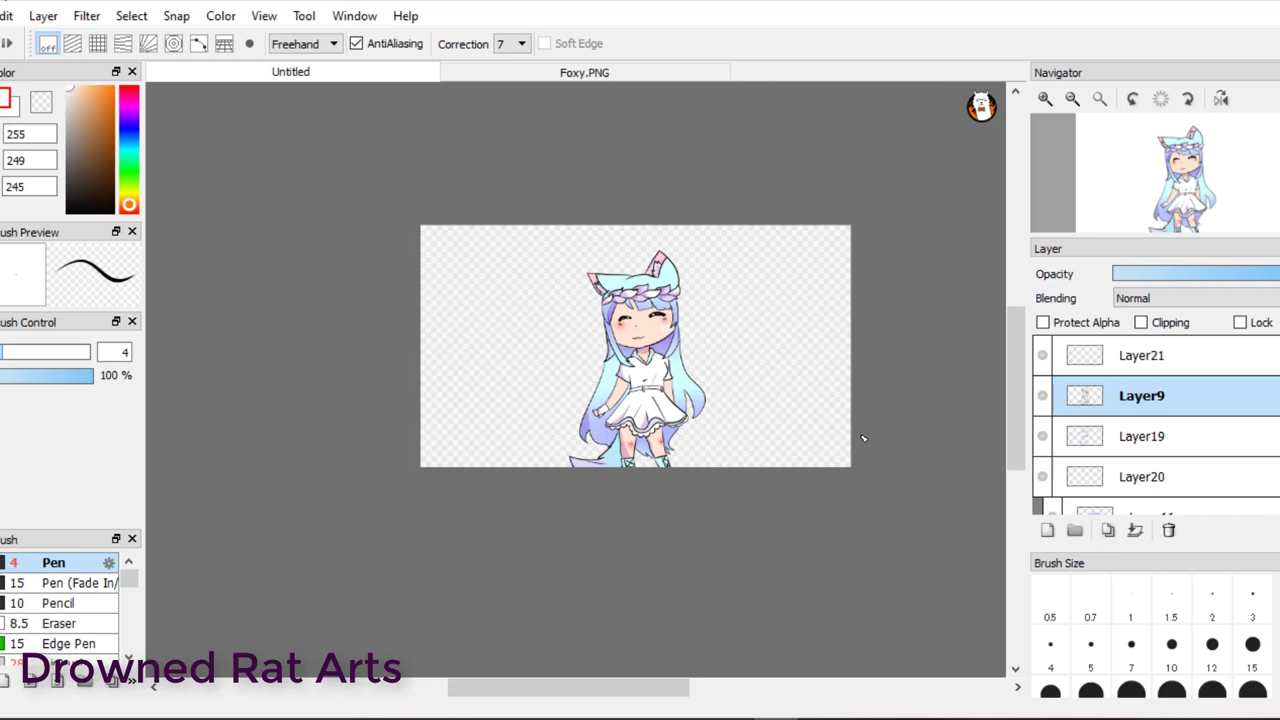 dit Layer Filter Select Snap Color View Tool Window Help
off Freehand AntiAliasing Correction 7 Soft Edge
olor
Untitled Foxy.PNG
Navigator
255
249
245
ush Preview
Layer
Opacity
Blending Normal
ush Control
Protect Alpha Clipping Lock
4
Layer21
100 %
Layer9
Layer19
Layer20
ush
4 Pen
Brush Size
15 Pen (Fade In/
10 Pencil
0.5 0.7 1 1.5 2 3
8.5 Eraser
15 Edge Pen
4 5 7 10 12 15
Drowned Rat Arts